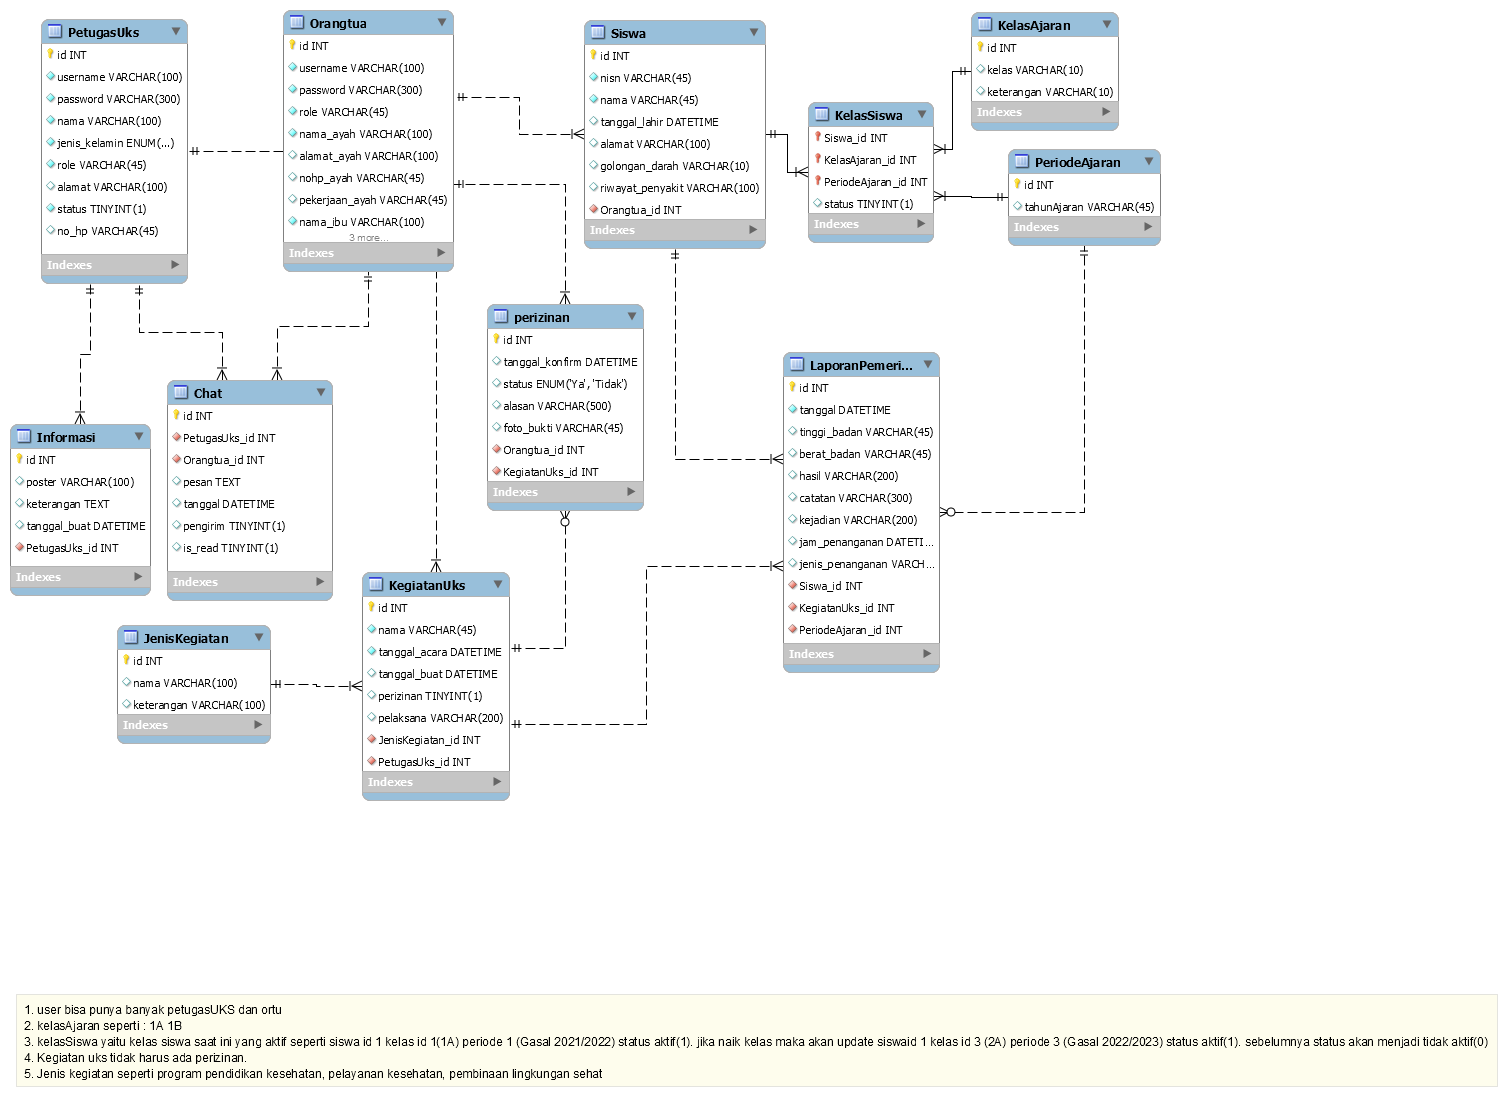 PetugasUks
id INT
username VARCHAR(100)
password VARCHAR(300)
nama VARCHAR(100)
jenis_kelamin ENUM(...)
role VARCHAR(45)
alamat VARCHAR(100)
status TINYINT(1)
no_hp VARCHAR(45)
Indexes
Orangtua
id INT
username VARCHAR(100)
password VARCHAR(300)
role VARCHAR(45)
nama_ayah VARCHAR(100)
alamat_ayah VARCHAR(100)
nohp_ayah VARCHAR(45)
pekerjaan_ayah VARCHAR(45)
nama_ibu VARCHAR(100)
3 more...
Indexes
Siswa
id INT
nisn VARCHAR(45)
nama VARCHAR(45)
tanggal_lahir DATETIME
alamat VARCHAR(100)
golongan_darah VARCHAR(10)
riwayat_penyakit VARCHAR(100)
Orangtua_id INT
Indexes
KelasSiswa
Siswa_id INT
KelasAjaran_id INT
PeriodeAjaran_id INT
status TINYINT(1)
Indexes
KelasAjaran
id INT
kelas VARCHAR(10)
keterangan VARCHAR(10)
Indexes
PeriodeAjaran
id INT
tahunAjaran VARCHAR(45)
Indexes
Informasi
id INT
poster VARCHAR(100)
keterangan TEXT
tanggal_buat DATETIME
PetugasUks_id INT
Indexes
Chat
id INT
PetugasUks_id INT
Orangtua_id INT
pesan TEXT
tanggal DATETIME
pengirim TINYINT(1)
is_read TINYINT(1)
Indexes
perizinan
id INT
tanggal_konfirm DATETIME
status ENUM('Ya', 'Tidak')
alasan VARCHAR(500)
foto_bukti VARCHAR(45)
Orangtua_id INT
KegiatanUks_id INT
Indexes
LaporanPemeri...
id INT
tanggal DATETIME
tinggi_badan VARCHAR(45)
berat_badan VARCHAR(45)
hasil VARCHAR(200)
catatan VARCHAR(300)
kejadian VARCHAR(200)
jam_penanganan DATETI...
jenis_penanganan VARCH...
Siswa_id INT
KegiatanUks_id INT
PeriodeAjaran_id INT
Indexes
JenisKegiatan
id INT
nama VARCHAR(100)
keterangan VARCHAR(100)
Indexes
KegiatanUks
id INT
nama VARCHAR(45)
tanggal_acara DATETIME
tanggal_buat DATETIME
perizinan TINYINT(1)
pelaksana VARCHAR(200)
JenisKegiatan_id INT
PetugasUks_id INT
Indexes
1. user bisa punya banyak petugasUKS dan ortu
2. kelasAjaran seperti : 1A 1B
3. kelasSiswa yaitu kelas siswa saat ini yang aktif seperti siswa id 1 kelas id 1(1A) periode 1 (Gasal 2021/2022) status aktif(1). jika naik kelas maka akan update siswaid 1 kelas id 3 (2A) periode 3 (Gasal 2022/2023) status aktif(1). sebelumnya status akan menjadi tidak aktif(0)
4. Kegiatan uks tidak harus ada perizinan.
5. Jenis kegiatan seperti program pendidikan kesehatan, pelayanan kesehatan, pembinaan lingkungan sehat